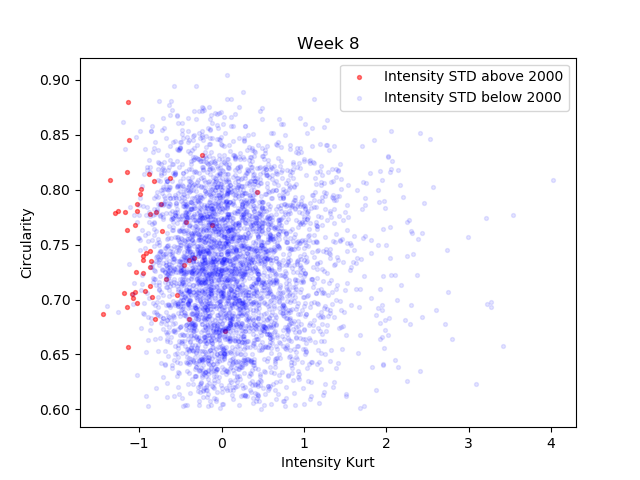 Week 8
Intensity STD above 2000
Intensity STD below 2000
0.90
0.85
0.80
0.75
0.70
0.65
0.60
Circularity
−1
0
1
2
3
4
Intensity Kurt